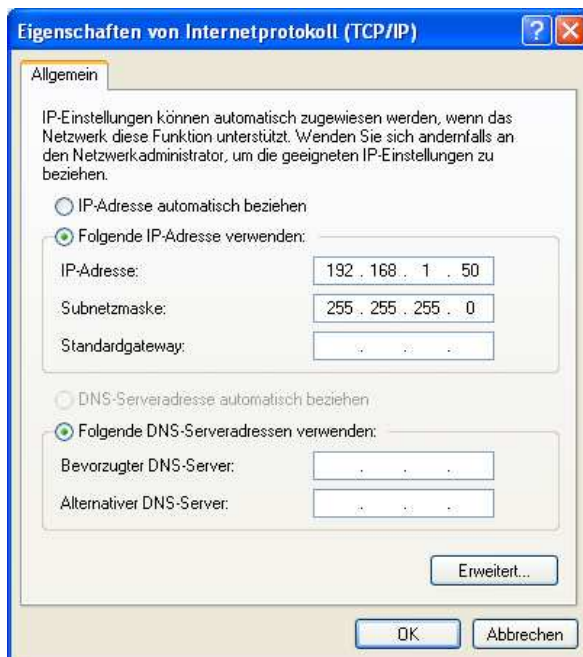 Eigenschaften von Internetprotokoll (TCP/IP)
Allgemein
IP-Einstellungen können automatisch zugewiesen werden, wenn das
Netzwerk diese Funktion unterstützt. Wenden Sie sich andernfalls an
den Netzwerkadministrator, um die geeigneten IP-Einstellungen zu
beziehen.
IP-Adresse automatisch beziehen
Folgende IP-Adresse verwenden:
IP-Adresse: 192 . 168 . 1 . 50
Subnetzmaske: 255 . 255 . 255 . 0
Standardgateway: . . .
DNS-Serveradresse automatisch beziehen
Folgende DNS-Serveradressen verwenden:
Bevorzugter DNS-Server: . . .
Alternativer DNS-Server: . . .
Erweitert...
OK Abbrechen